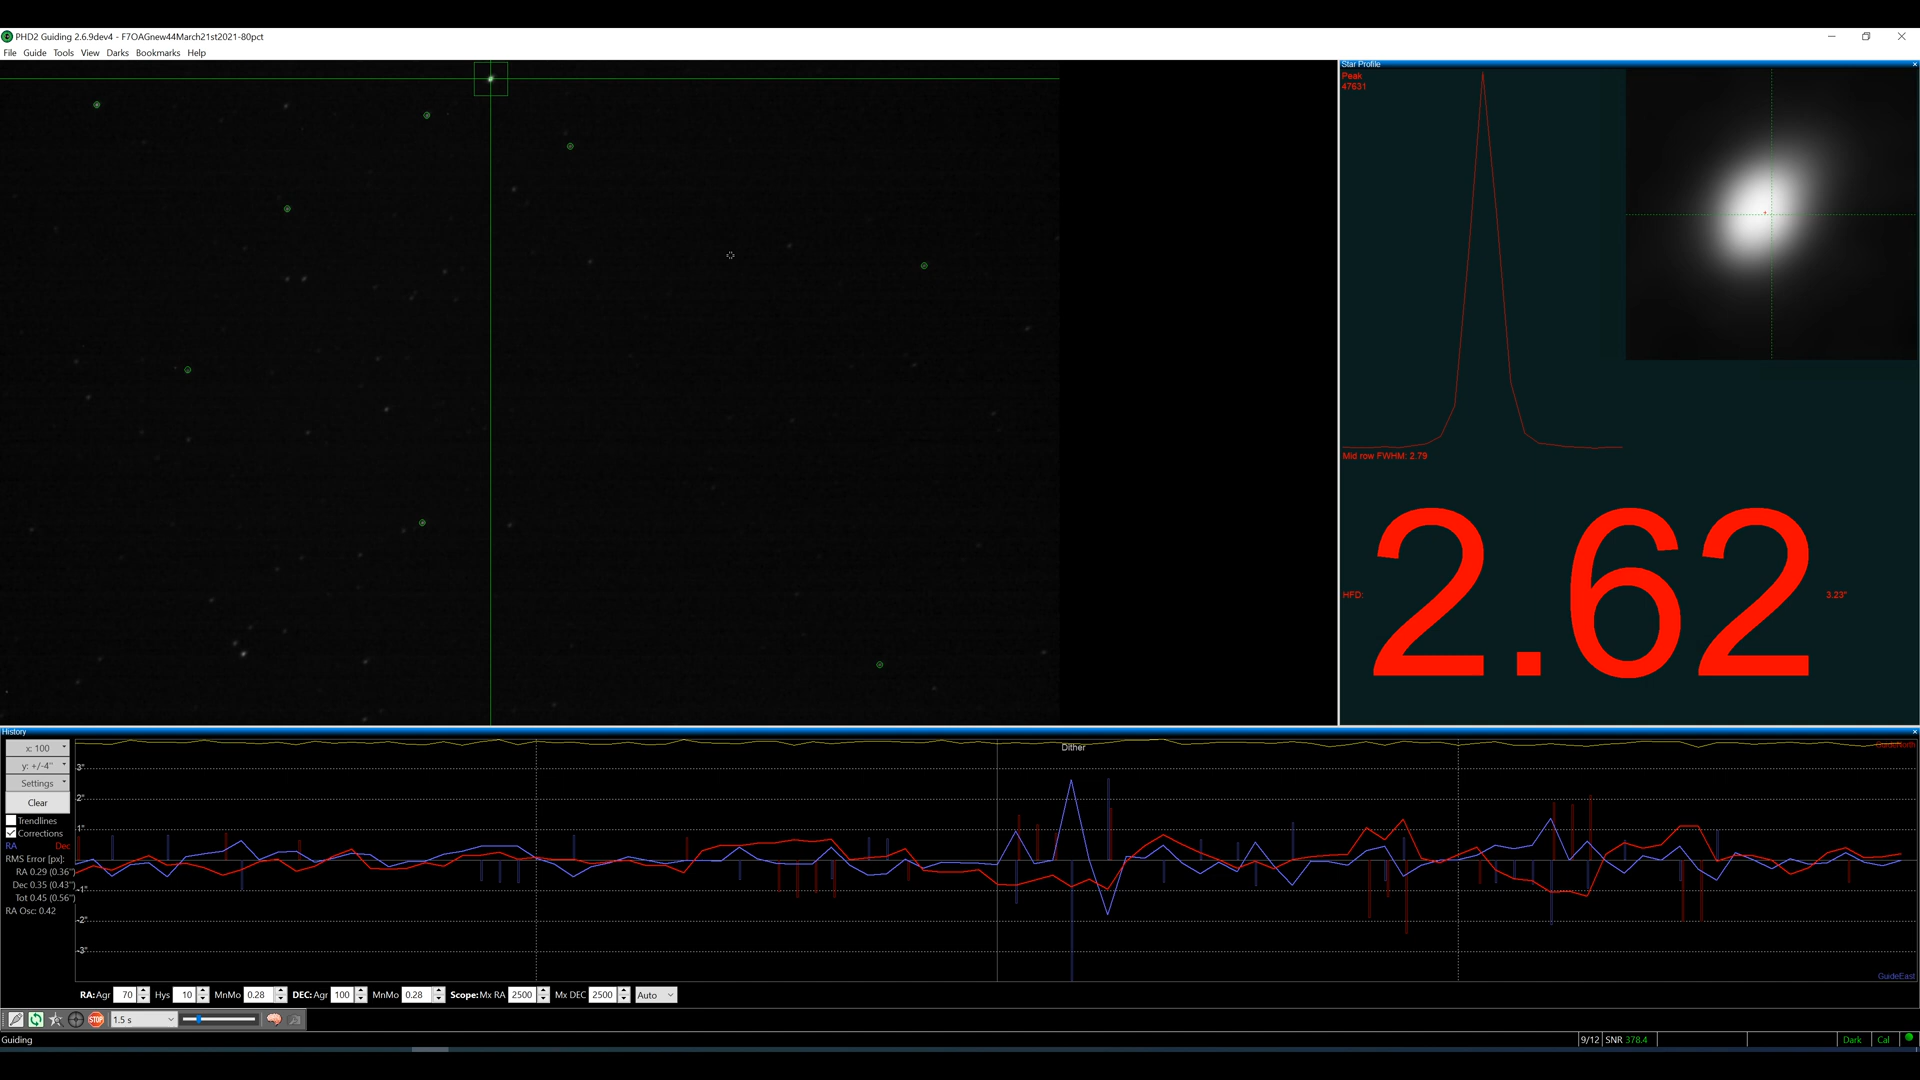 PHD2 Guiding 2.6.9dev4 - F7OAGnew44March21st2021-80pct
File Guide Tools View Darks Bookmarks Help
Star Profile
Peak
47631
Mid row FWHM: 2.79
HFD: 2.62 3.23"
History
x: 100
y: +/-4"
Settings
Clear
Trendlines
Corrections
RA Dec
RMS Error [px]:
RA 0.29 (0.36")
Dec 0.35 (0.43")
Tot 0.45 (0.56")
RA Osc: 0.42
Dither
GuideNorth
3"
2"
1"
-1"
-2"
-3"
GuideEast
RA: Agr 70 Hys 10 MnMo 0.28 DEC: Agr 100 MnMo 0.28 Scope: Mx RA 2500 Mx DEC 2500 Auto
STOP 1.5 s
Guiding 9/12 SNR 378.4 Dark Cal